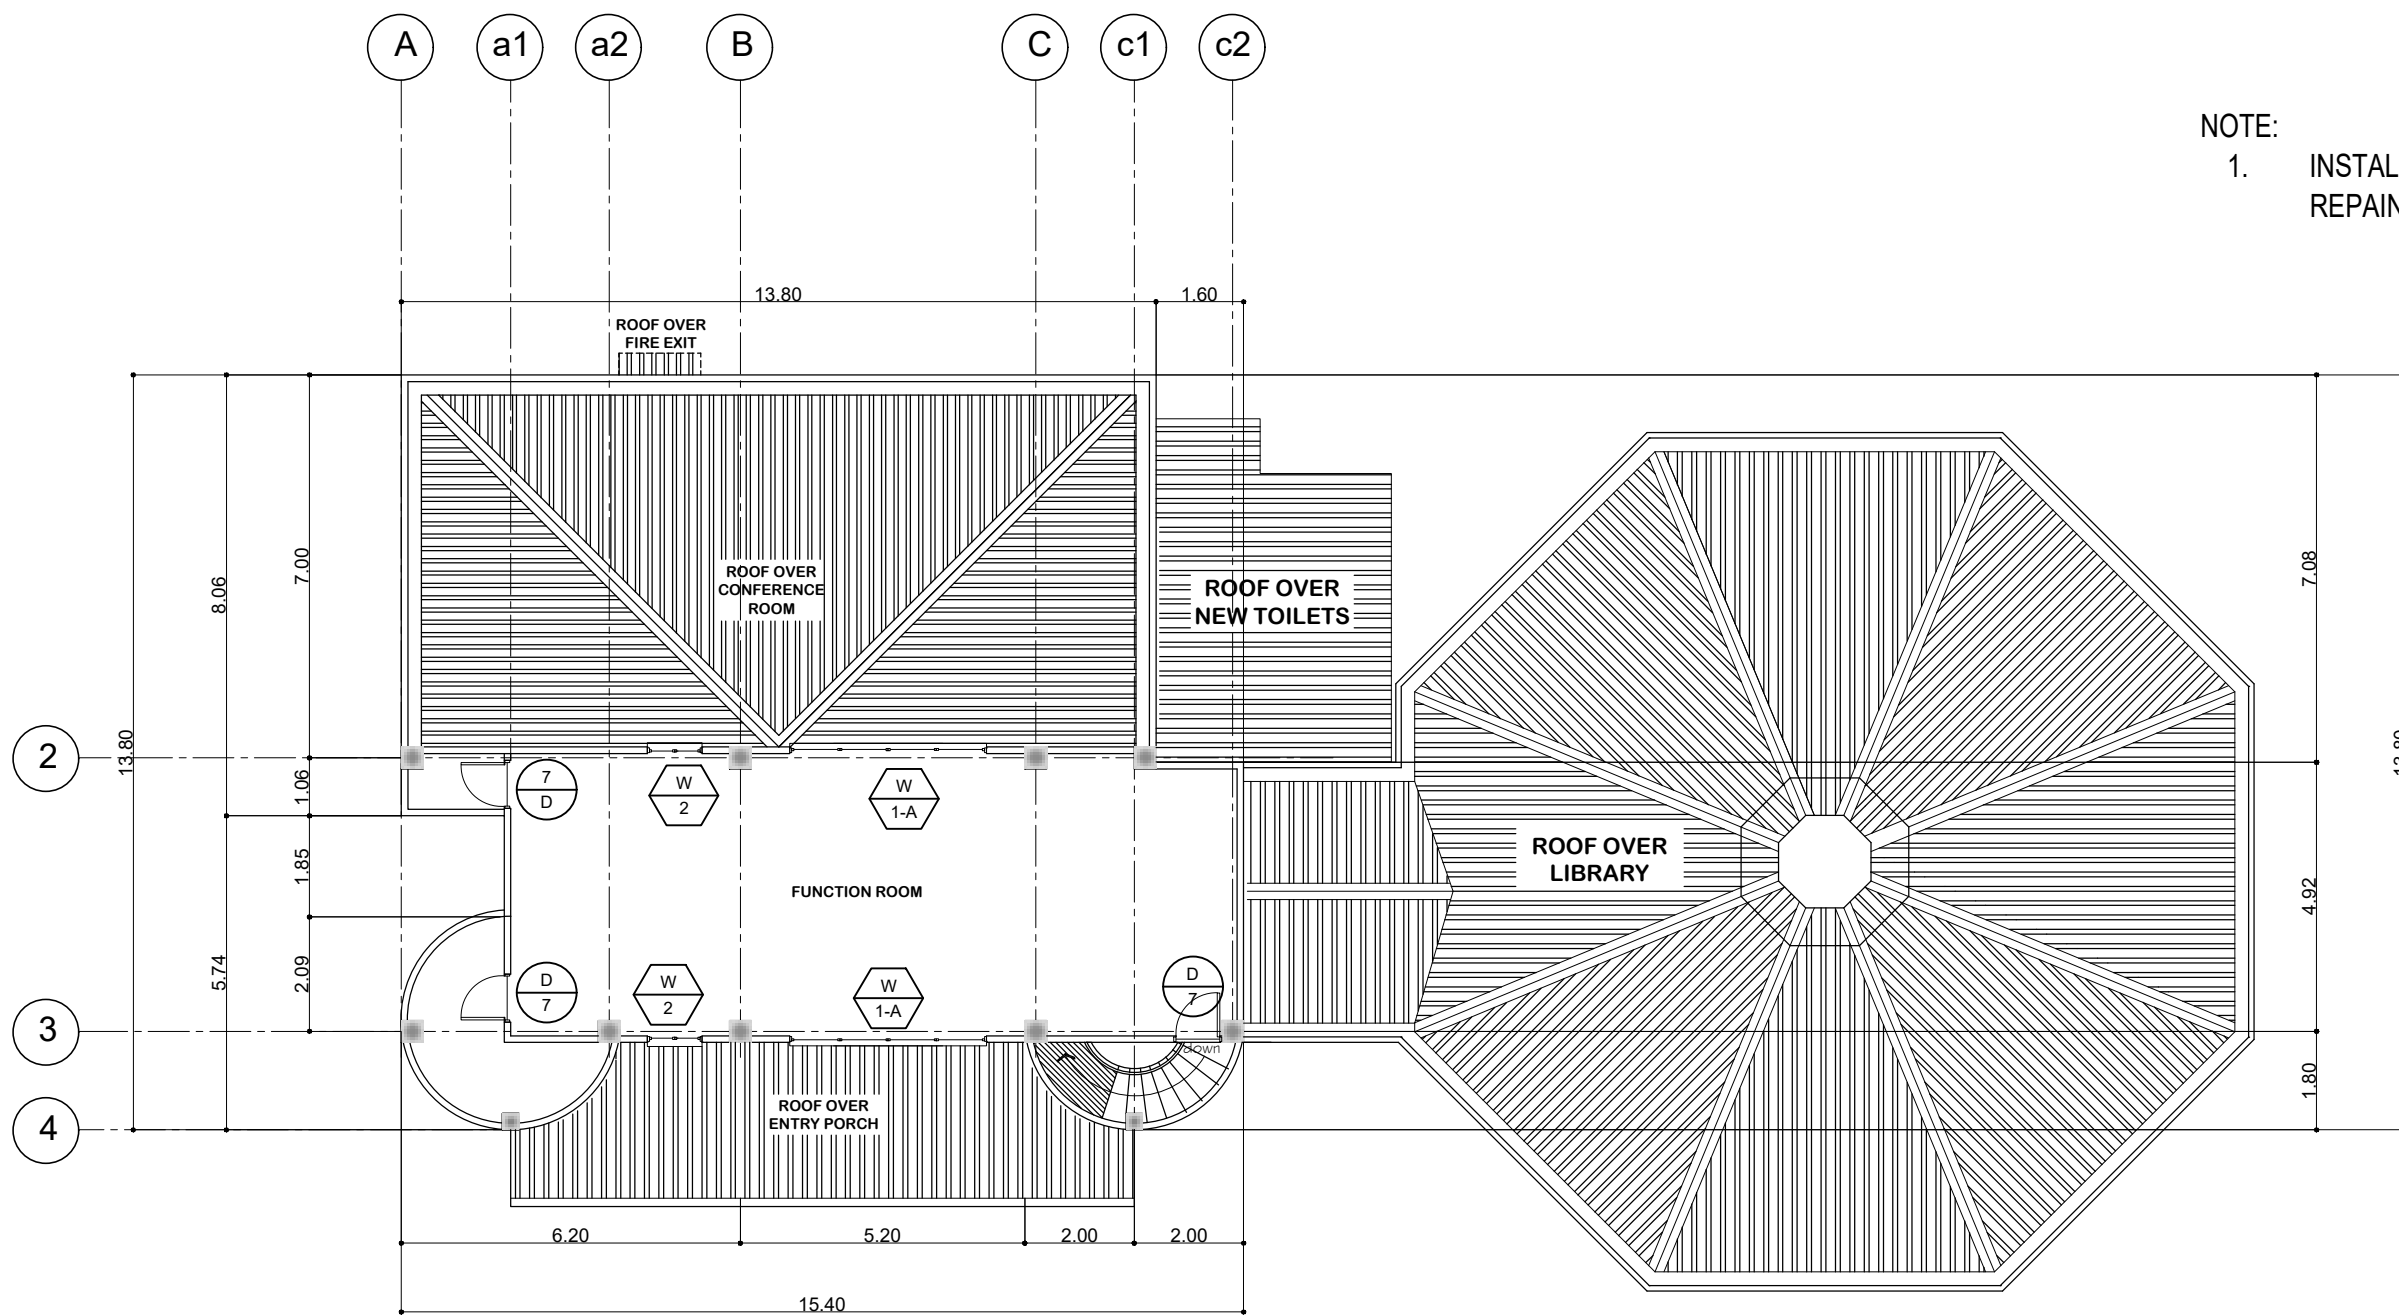 A
a1
a2
B
C
c1
c2
NOTE:
1. INSTAL
REPAIN
13.80
1.60
ROOF OVER
FIRE EXIT
7.00
8.06
13.80
1.06
1.85
2.09
5.74
ROOF OVER
CONFERENCE
ROOM
ROOF OVER
NEW TOILETS
7.08
4.92
1.80
13.80
2
3
4
7
D
W
2
W
1-A
FUNCTION ROOM
ROOF OVER
LIBRARY
D
7
W
2
W
1-A
D
7
down
ROOF OVER
ENTRY PORCH
6.20
5.20
2.00
2.00
15.40